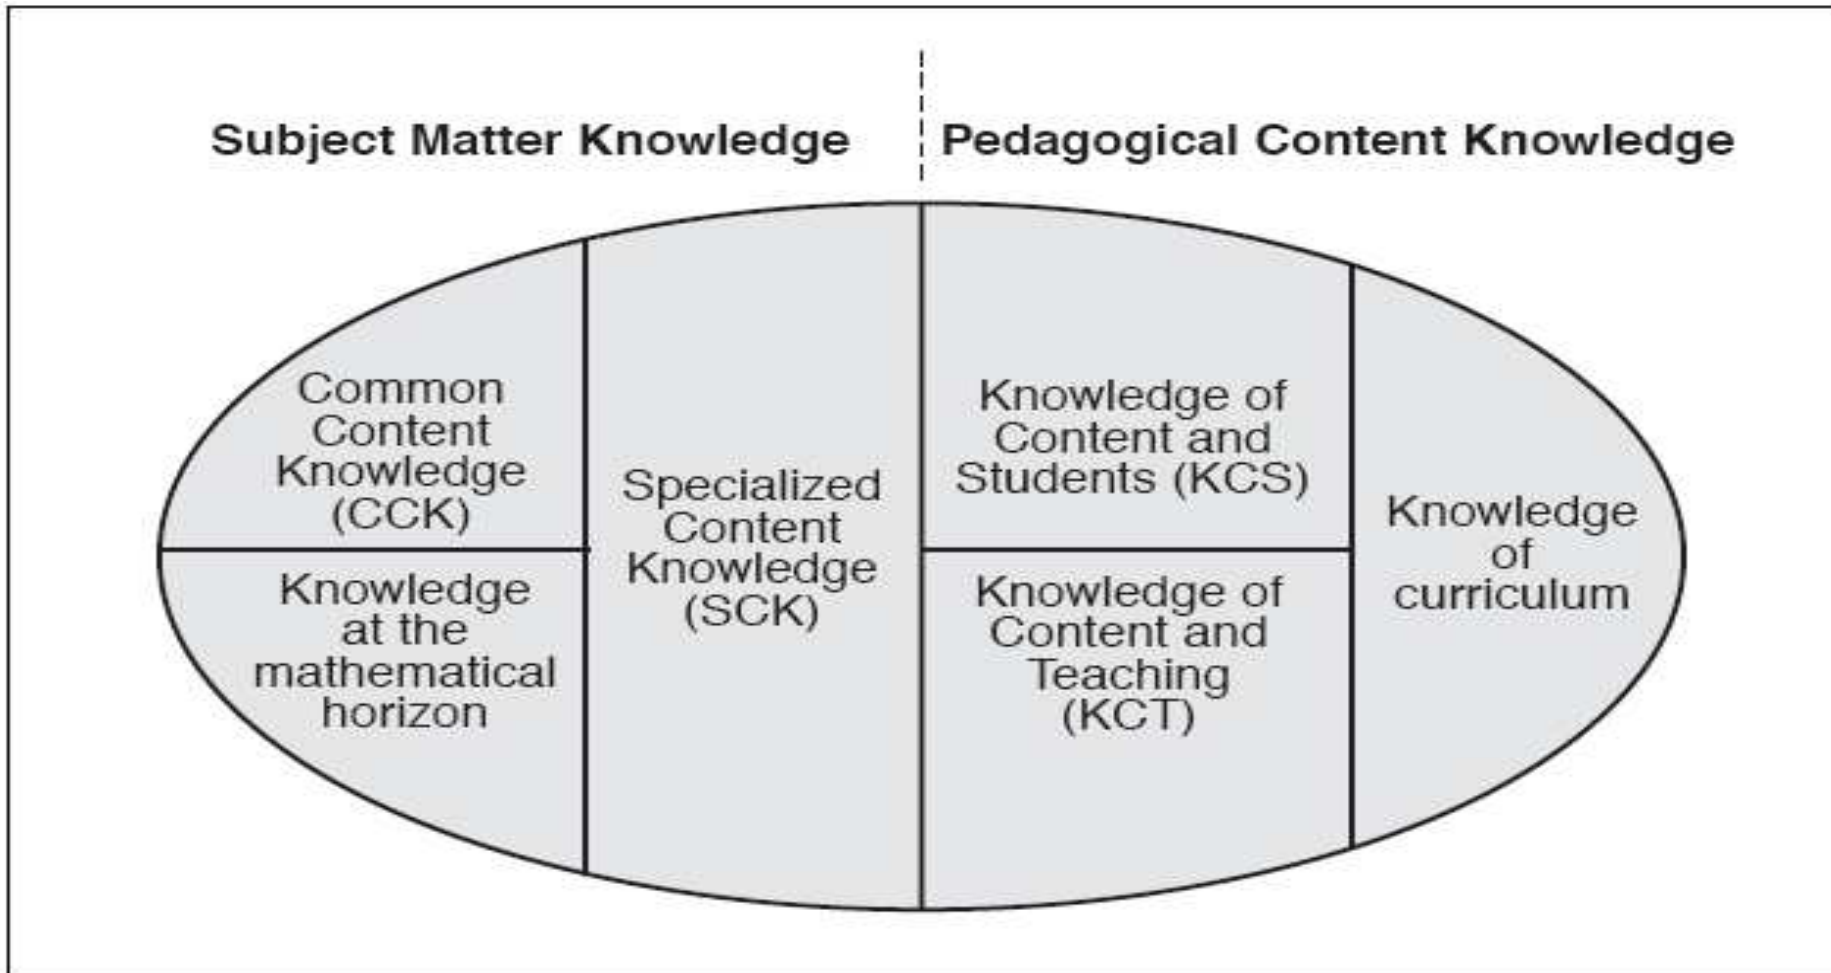 Subject Matter Knowledge
Pedagogical Content Knowledge
Common
Content
Knowledge
(CCK)
Knowledge
at the
mathematical
horizon
Specialized
Content
Knowledge
(SCK)
Knowledge of
Content and
Students (KCS)
Knowledge of
Content and
Teaching
(KCT)
Knowledge
of
curriculum